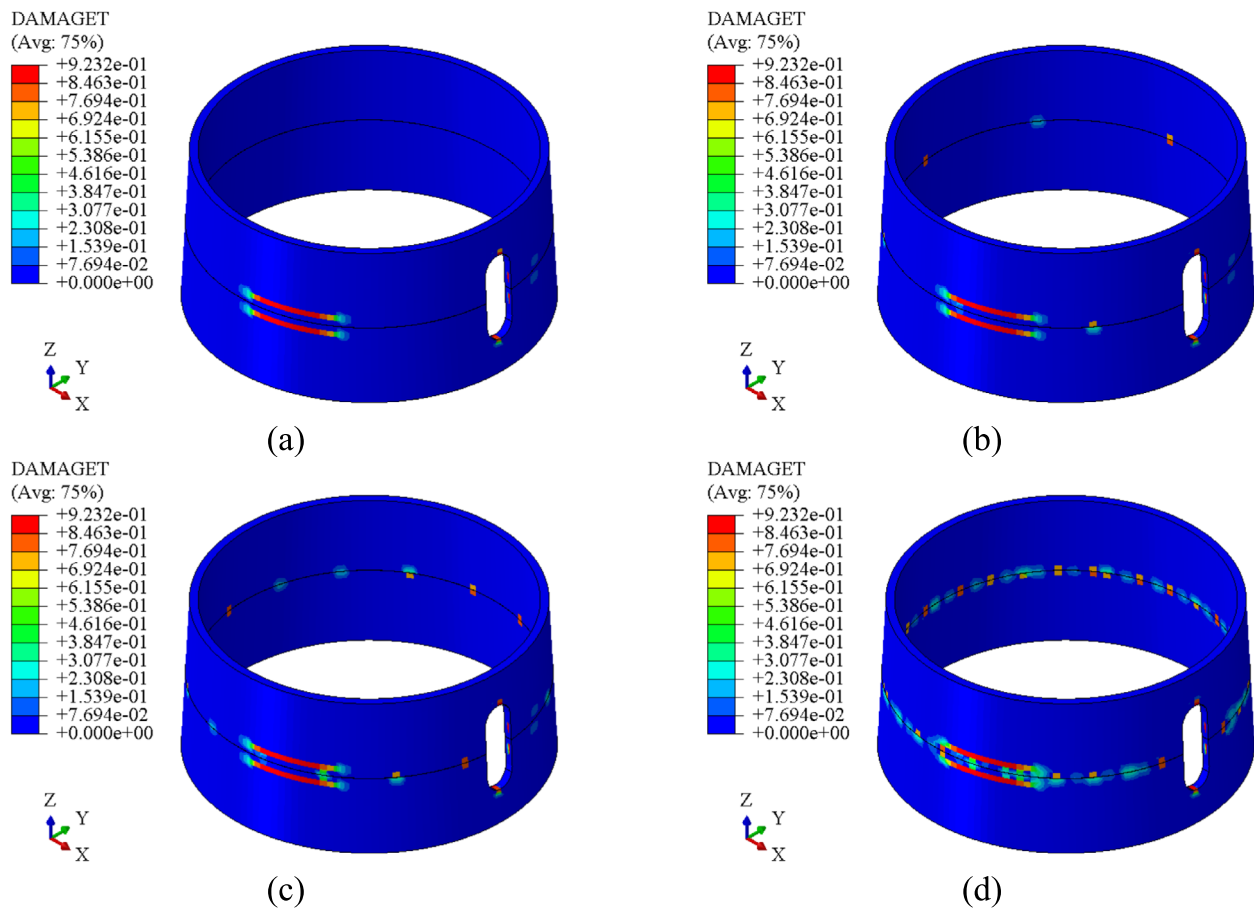 DAMAGET
(Avg: 75%)
+9.232e-01
+8.463e-01
+7.694e-01
+6.924e-01
+6.155e-01
+5.386e-01
+4.616e-01
+3.847e-01
+3.077e-01
+2.308e-01
+1.539e-01
+7.694e-02
+0.000e+00
Z
Y
X
(a)
DAMAGET
(Avg: 75%)
+9.232e-01
+8.463e-01
+7.694e-01
+6.924e-01
+6.155e-01
+5.386e-01
+4.616e-01
+3.847e-01
+3.077e-01
+2.308e-01
+1.539e-01
+7.694e-02
+0.000e+00
Z
Y
X
(b)
DAMAGET
(Avg: 75%)
+9.232e-01
+8.463e-01
+7.694e-01
+6.924e-01
+6.155e-01
+5.386e-01
+4.616e-01
+3.847e-01
+3.077e-01
+2.308e-01
+1.539e-01
+7.694e-02
+0.000e+00
Z
Y
X
(c)
DAMAGET
(Avg: 75%)
+9.232e-01
+8.463e-01
+7.694e-01
+6.924e-01
+6.155e-01
+5.386e-01
+4.616e-01
+3.847e-01
+3.077e-01
+2.308e-01
+1.539e-01
+7.694e-02
+0.000e+00
Z
Y
X
(d)